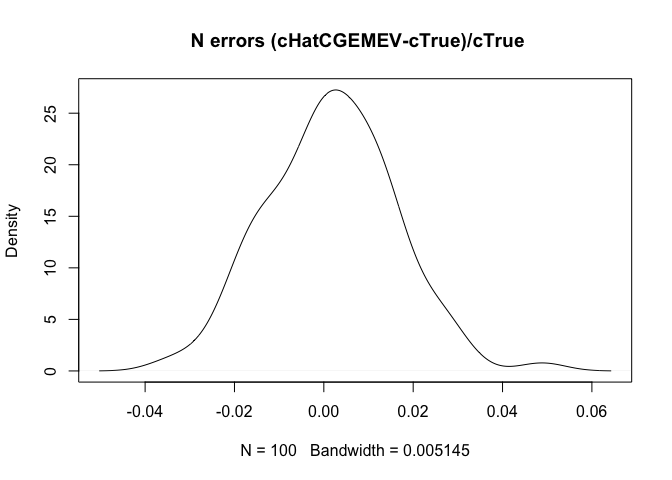 N errors (cHatCGEMEV-cTrue)/cTrue
Density
25
20
15
10
5
0
-0.04 -0.02 0.00 0.02 0.04 0.06
N = 100 Bandwidth = 0.005145